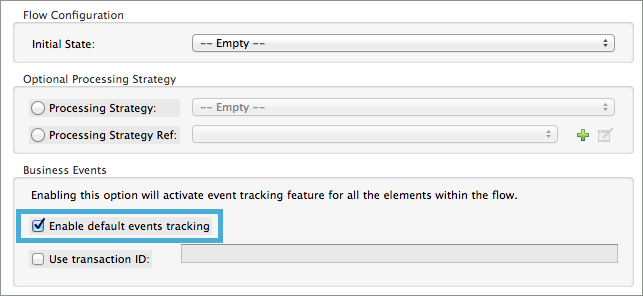 Flow Configuration
Initial State: -- Empty --
Optional Processing Strategy
Processing Strategy: -- Empty --
Processing Strategy Ref:
Business Events
Enabling this option will activate event tracking feature for all the elements within the flow.
Enable default events tracking
Use transaction ID: